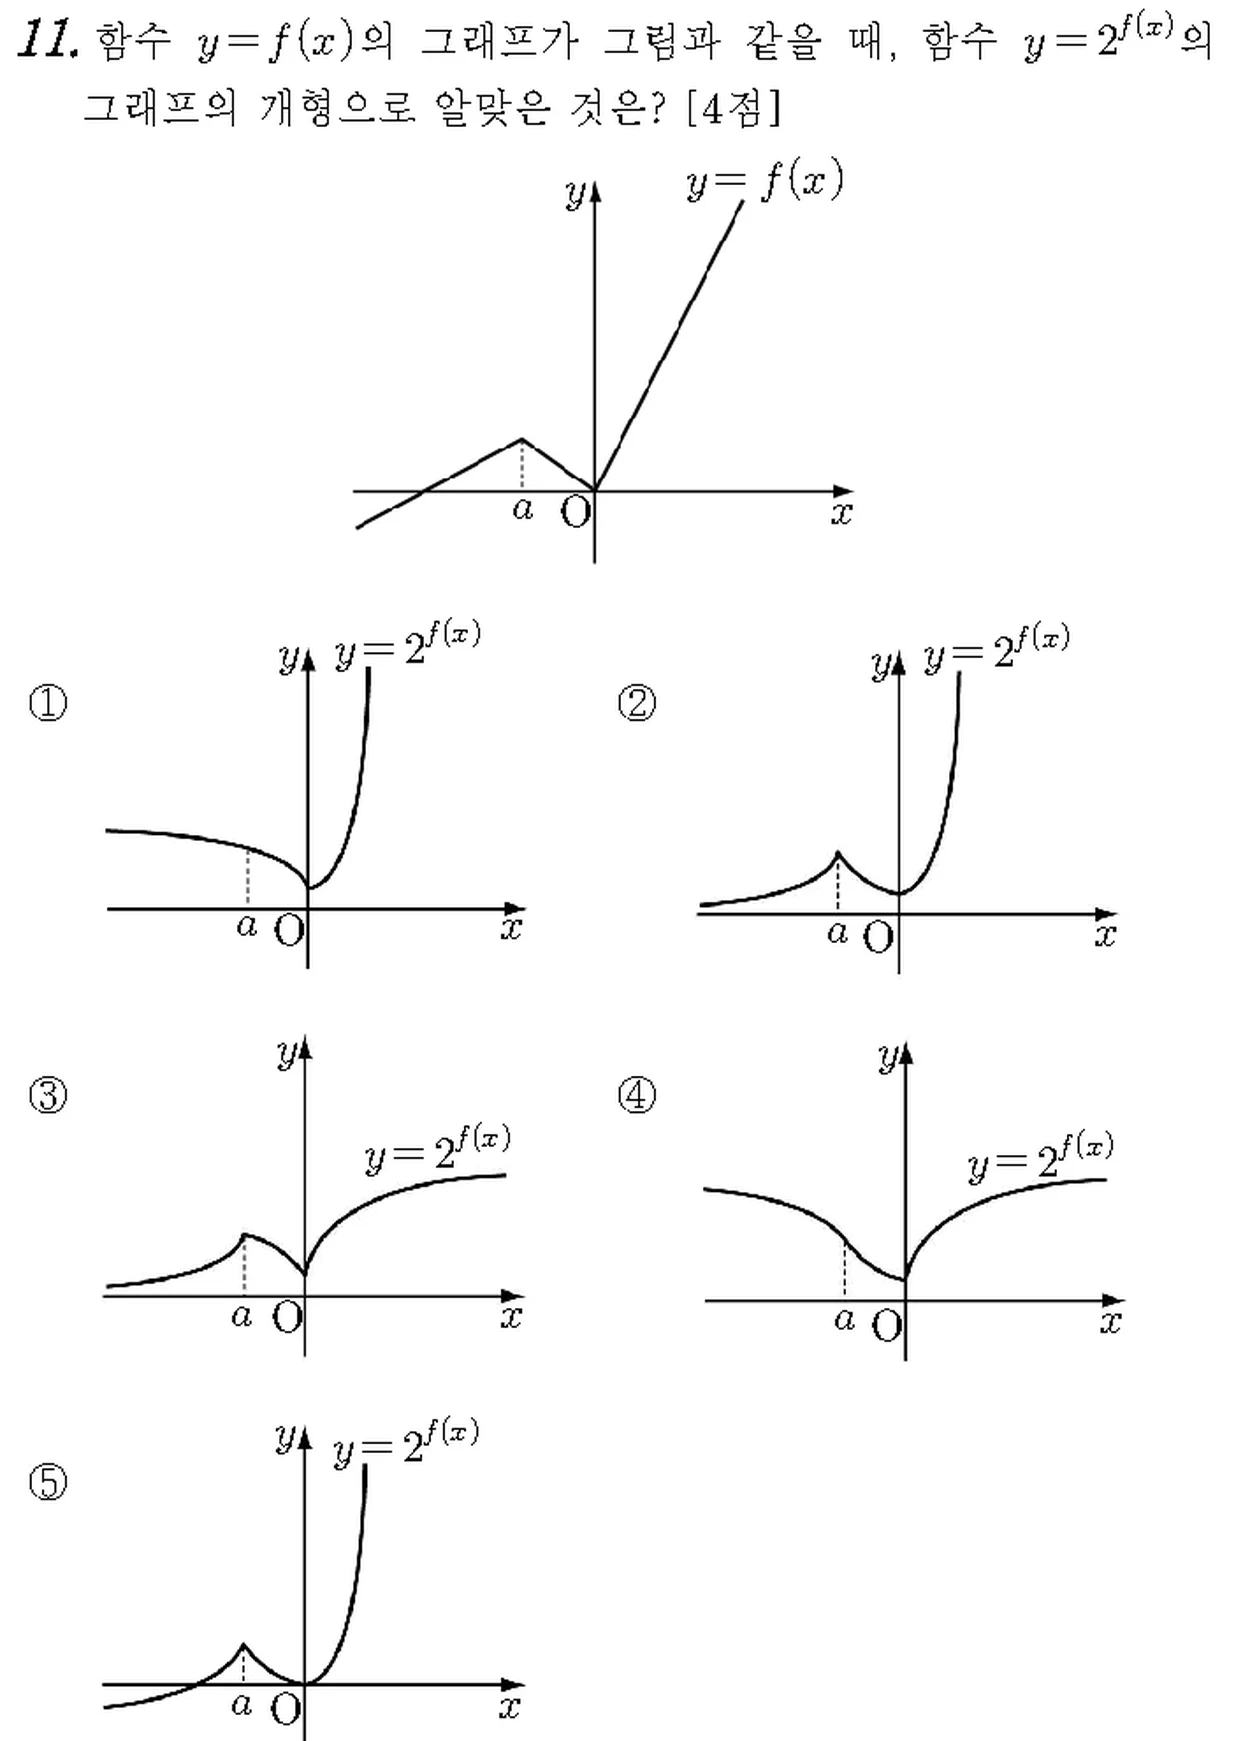 11. 함수 y=f(x)의 그래프가 그림과 같을 때, 함수 y=2^{f(x)}의
그래프의 개형으로 알맞은 것은? [4점]
y y=f(x)
a O x
① y y=2^{f(x)}
a O x
② y y=2^{f(x)}
a O x
③ y
y=2^{f(x)}
a O x
④ y
y=2^{f(x)}
a O x
⑤ y y=2^{f(x)}
a O x